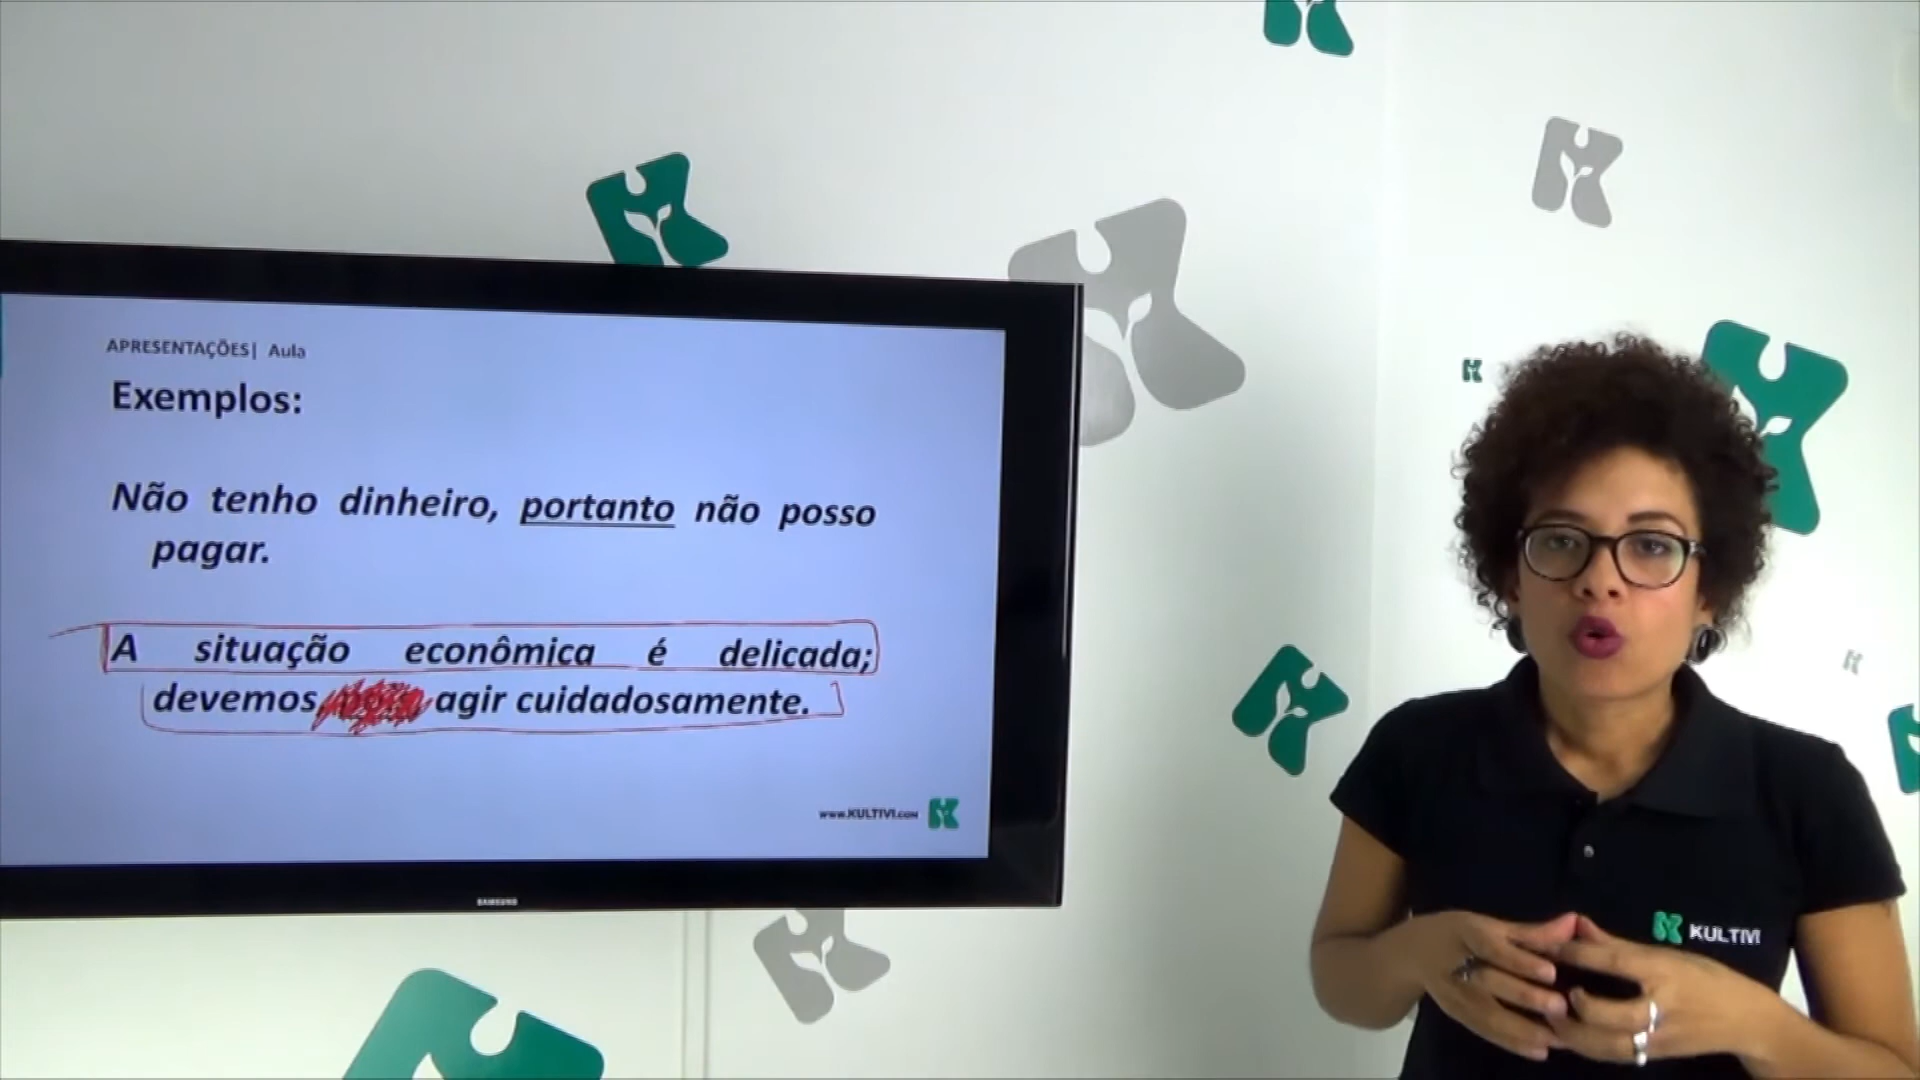 APRESENTAÇÕES| Aula
Exemplos:
Não tenho dinheiro, portanto não posso
pagar.
A situação econômica é delicada;
devemos, agir cuidadosamente.
www.KULTIVI.COM
SAMSUNG
KULTIVI